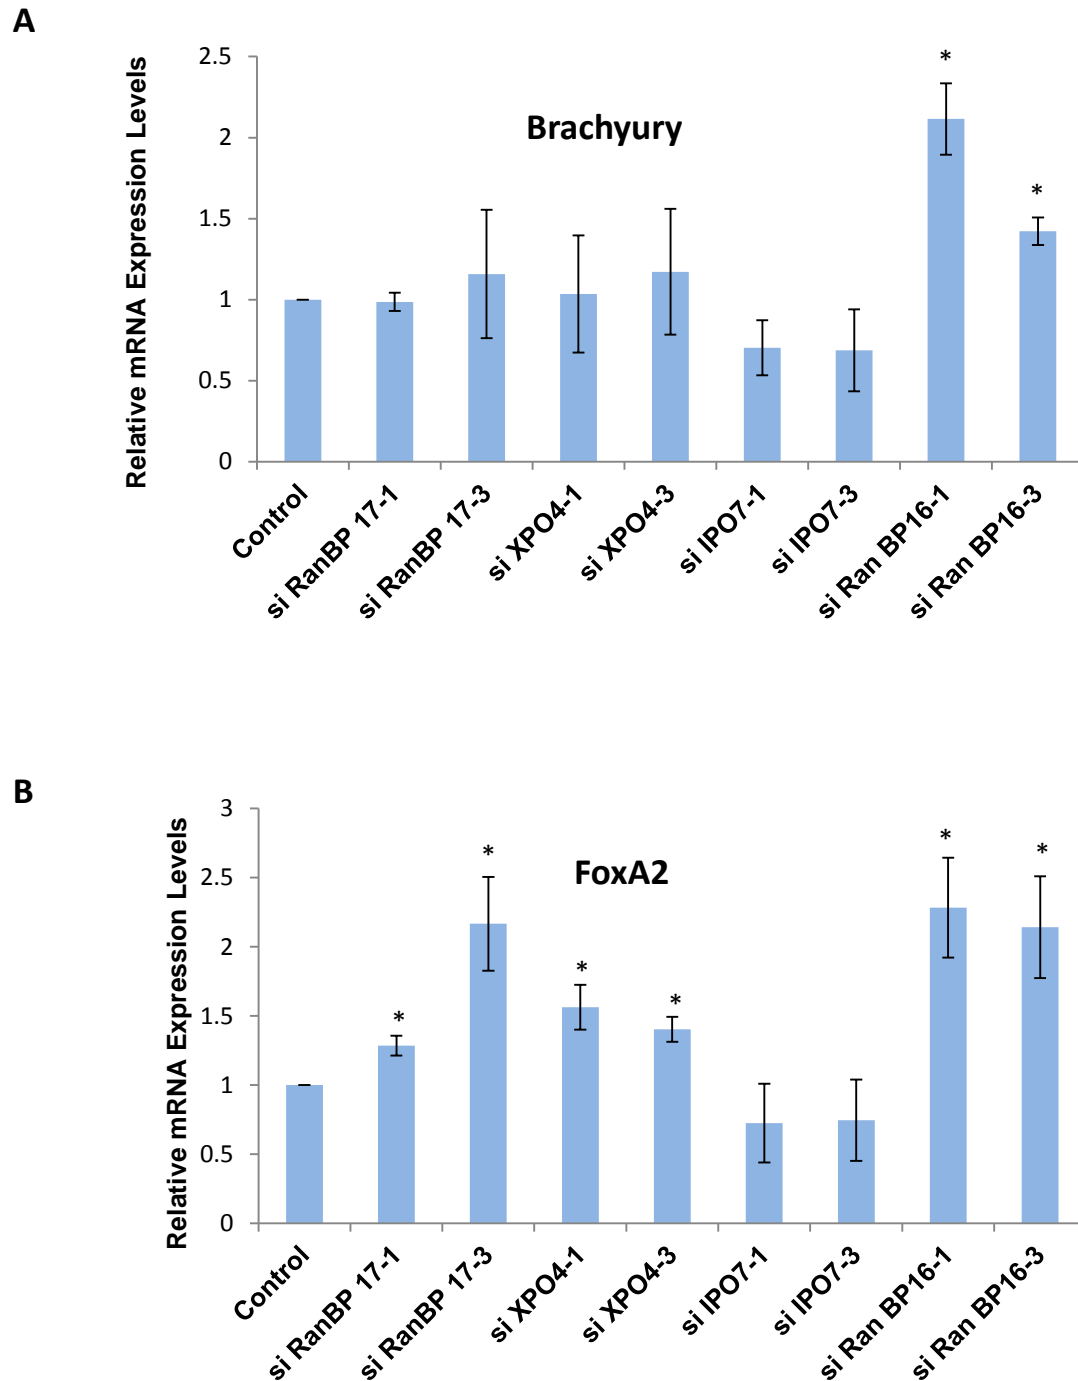 A
Relative mRNA Expression Levels
2.5
2
1.5
1
0.5
0
Brachyury
*
*
Control
si RanBP 17-1
si RanBP 17-3
si XPO4-1
si XPO4-3
si IPO7-1
si IPO7-3
si Ran BP16-1
si Ran BP16-3
B
Relative mRNA Expression Levels
3
2.5
2
1.5
1
0.5
0
FoxA2
*
*
*
*
*
*
Control
si RanBP 17-1
si RanBP 17-3
si XPO4-1
si XPO4-3
si IPO7-1
si IPO7-3
si Ran BP16-1
si Ran BP16-3